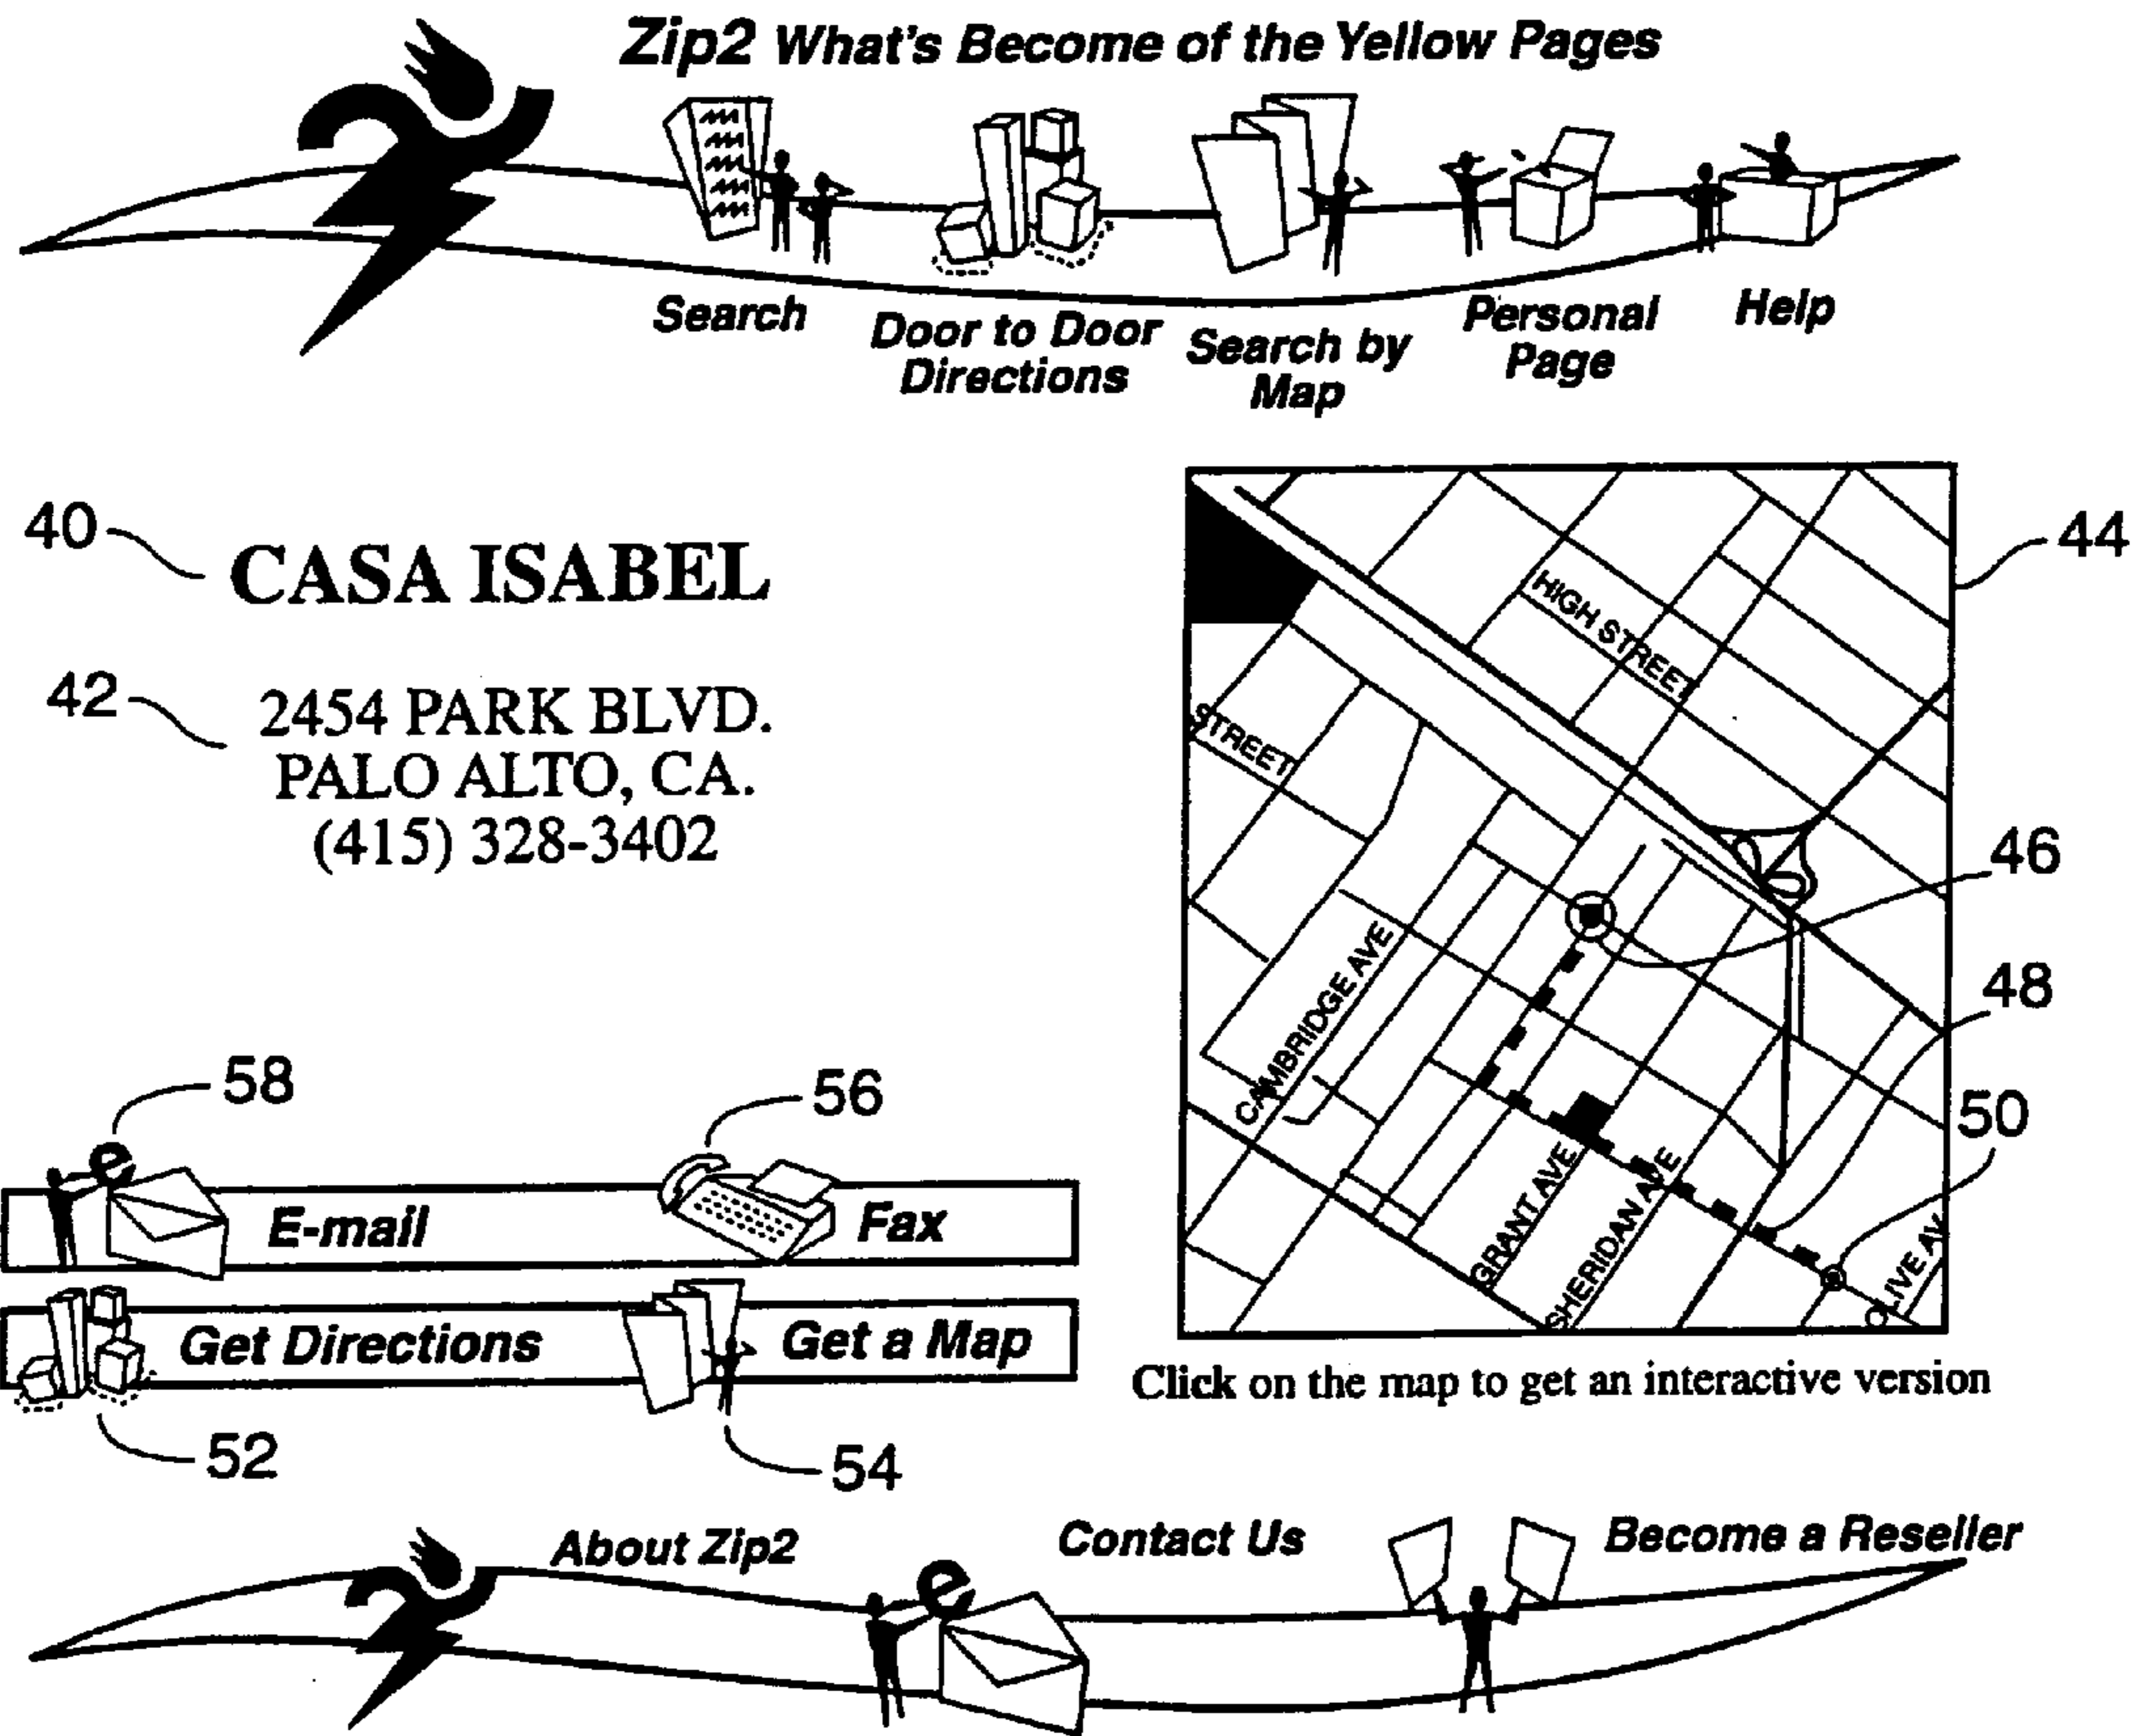 Zip2 What's Become of the Yellow Pages
Search
Door to Door
Directions
Search by
Map
Personal
Page
Help
40
CASA ISABEL
42
2454 PARK BLVD.
PALO ALTO, CA.
(415) 328-3402
44
HIGH STREET
STREET
46
CAMBRIDGE AVE
48
50
GRANT AVE
SHERIDAN AVE
OLIVE AV
Click on the map to get an interactive version
58
56
e
E-mail
Fax
Get Directions
Get a Map
52
54
About Zip2
Contact Us
Become a Reseller
e